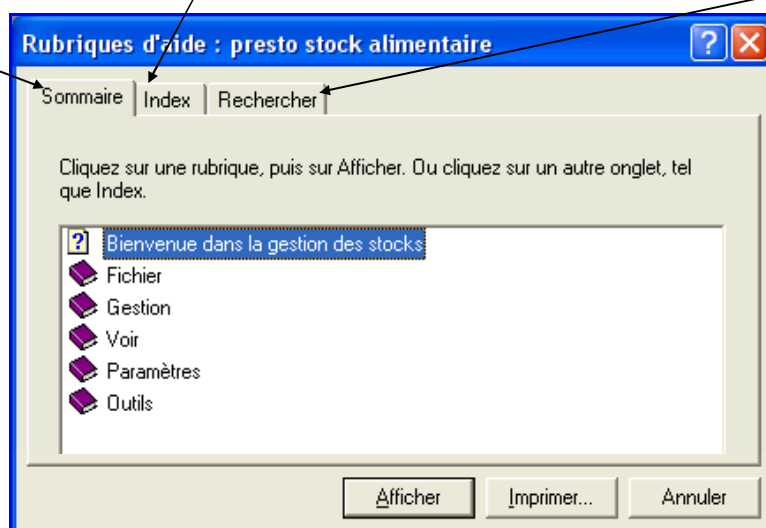 Rubriques d'aide : presto stock alimentaire
Sommaire Index Rechercher
Cliquez sur une rubrique, puis sur Afficher. Ou cliquez sur un autre onglet, tel
que Index.
Bienvenue dans la gestion des stocks
Fichier
Gestion
Voir
Paramètres
Outils
Afficher Imprimer... Annuler